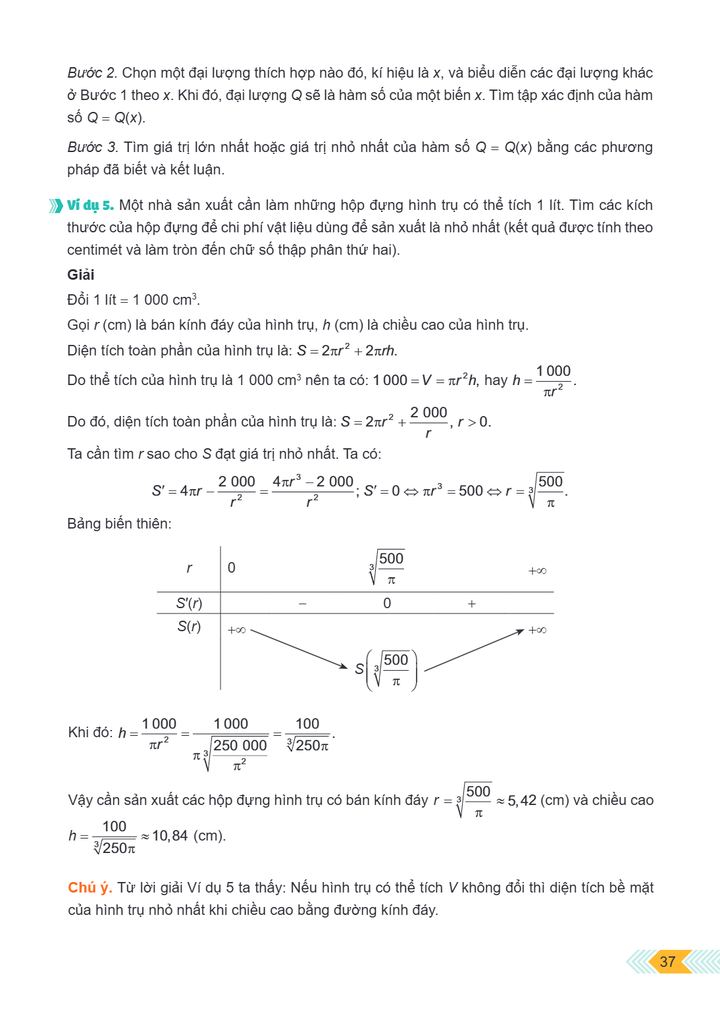 Bước 2. Chọn một đại lượng thích hợp nào đó, kí hiệu là x, và biểu diễn các đại lượng khác
ở Bước 1 theo x. Khi đó, đại lượng Q sẽ là hàm số của một biến x. Tìm tập xác định của hàm
số Q = Q(x).
Bước 3. Tìm giá trị lớn nhất hoặc giá trị nhỏ nhất của hàm số Q = Q(x) bằng các phương
pháp đã biết và kết luận.
Ví dụ 5. Một nhà sản xuất cần làm những hộp đựng hình trụ có thể tích 1 lít. Tìm các kích
thước của hộp đựng để chi phí vật liệu dùng để sản xuất là nhỏ nhất (kết quả được tính theo
centimét và làm tròn đến chữ số thập phân thứ hai).
Giải
Đổi 1 lít = 1 000 cm³.
Gọi r (cm) là bán kính đáy của hình trụ, h (cm) là chiều cao của hình trụ.
Diện tích toàn phần của hình trụ là: S = 2πr² + 2πrh.
Do thể tích của hình trụ là 1 000 cm³ nên ta có: 1 000 = V = πr²h, hay h = 1 000/πr².
Do đó, diện tích toàn phần của hình trụ là: S = 2πr² + 2 000/r, r > 0.
Ta cần tìm r sao cho S đạt giá trị nhỏ nhất. Ta có:
S′ = 4πr − 2 000/r² = (4πr³ − 2 000)/r²; S′ = 0 ⇔ πr³ = 500 ⇔ r = ∛(500/π).
Bảng biến thiên:
r 0 ∛(500/π) +∞
S′(r) − 0 +
S(r) +∞ +∞
S(∛(500/π))
Khi đó: h = 1 000/πr² = 1 000/(π∛(250 000/π²)) = 100/∛(250π).
Vậy cần sản xuất các hộp đựng hình trụ có bán kính đáy r = ∛(500/π) ≈ 5,42 (cm) và chiều cao
h = 100/∛(250π) ≈ 10,84 (cm).
Chú ý. Từ lời giải Ví dụ 5 ta thấy: Nếu hình trụ có thể tích V không đổi thì diện tích bề mặt
của hình trụ nhỏ nhất khi chiều cao bằng đường kính đáy.
37